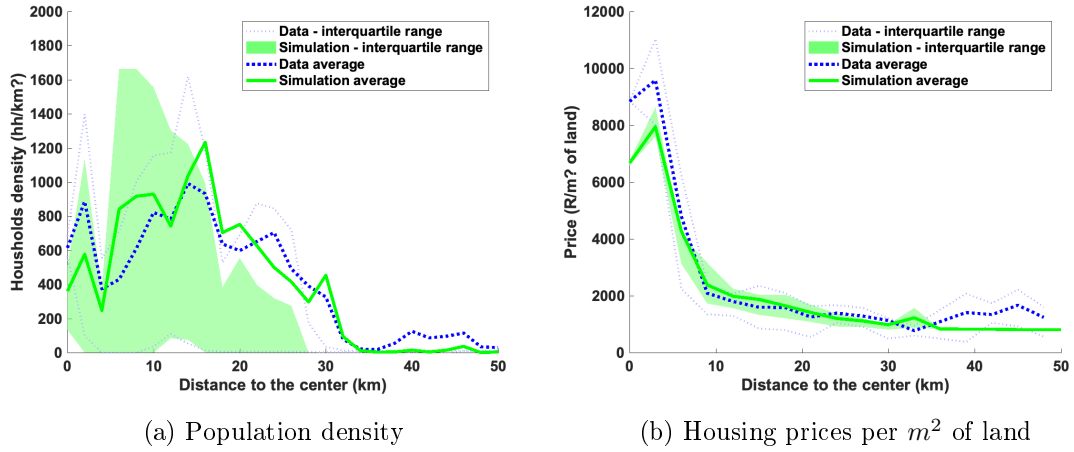 2000
1800
1600
1400
1200
1000
800
600
400
200
0
Housholds density (hh/km?)
Data - interquartile range
Simulation - interquartile range
Data average
Simulation average
0 10 20 30 40 50
Distance to the center (km)
(a) Population density
12000
10000
8000
6000
4000
2000
0
Price (R/m? of land)
Data - interquartile range
Simulation - interquartile range
Data average
Simulation average
0 10 20 30 40 50
Distance to the center (km)
(b) Housing prices per m² of land